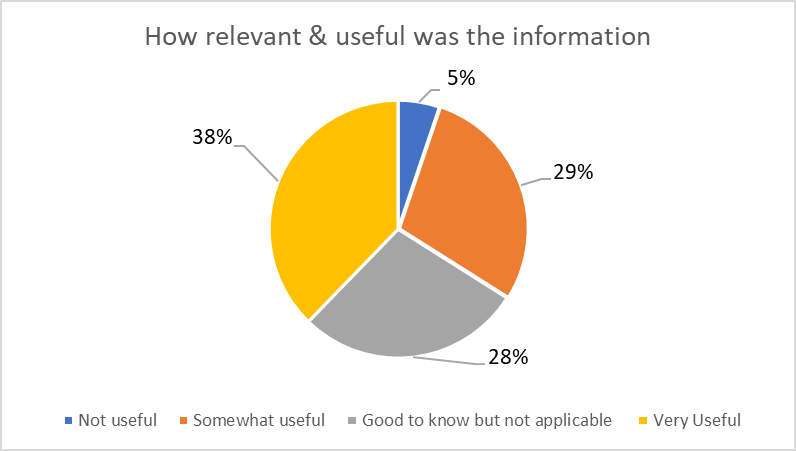 How relevant & useful was the information
5%
38%
29%
28%
Not useful Somewhat useful Good to know but not applicable Very Useful